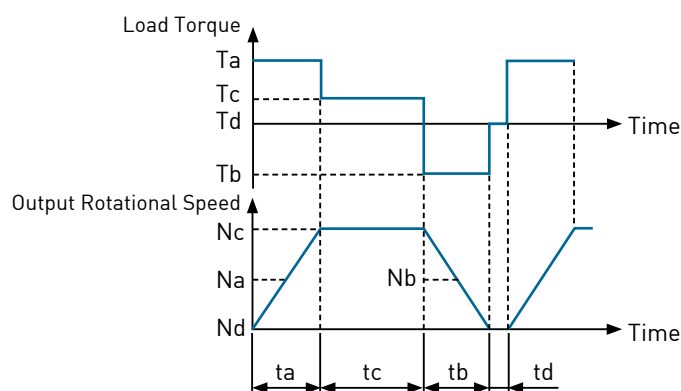 Load Torque
Ta
Tc
Td
Time
Tb
Output Rotational Speed
Nc
Na
Nb
Nd
Time
ta
tc
tb
td